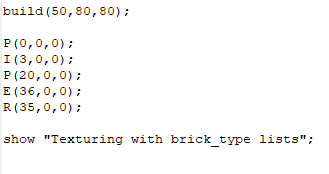 build(50,80,80);
P(0,0,0);
I(3,0,0);
P(20,0,0);
E(36,0,0);
R(35,0,0);
show "Texturing with brick_type lists";